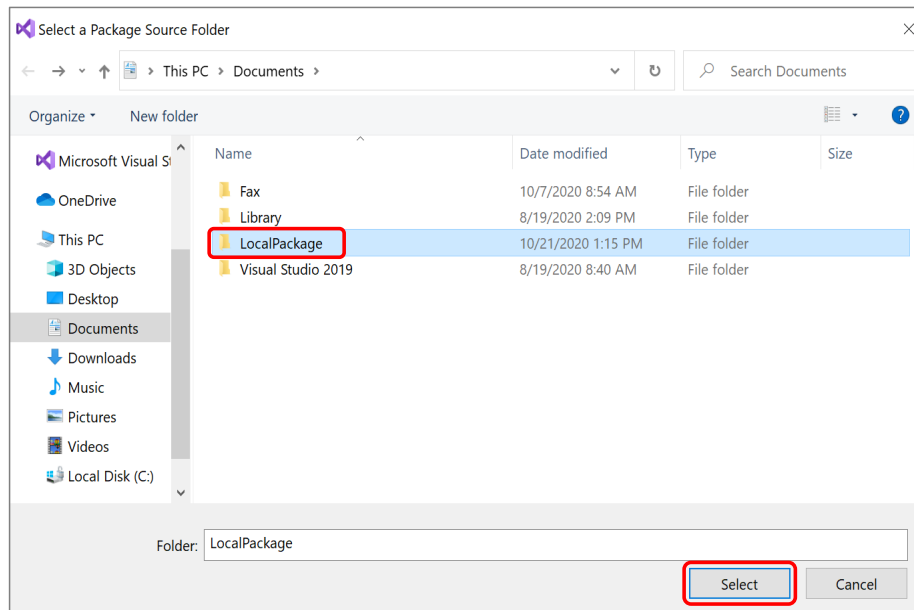 Select a Package Source Folder
This PC > Documents >
Search Documents
Organize
New folder
Name Date modified Type Size
Microsoft Visual St
OneDrive
This PC
3D Objects
Desktop
Documents
Downloads
Music
Pictures
Videos
Local Disk (C:)
Fax 10/7/2020 8:54 AM File folder
Library 8/19/2020 2:09 PM File folder
LocalPackage 10/21/2020 1:15 PM File folder
Visual Studio 2019 8/19/2020 8:40 AM File folder
Folder: LocalPackage
Select Cancel